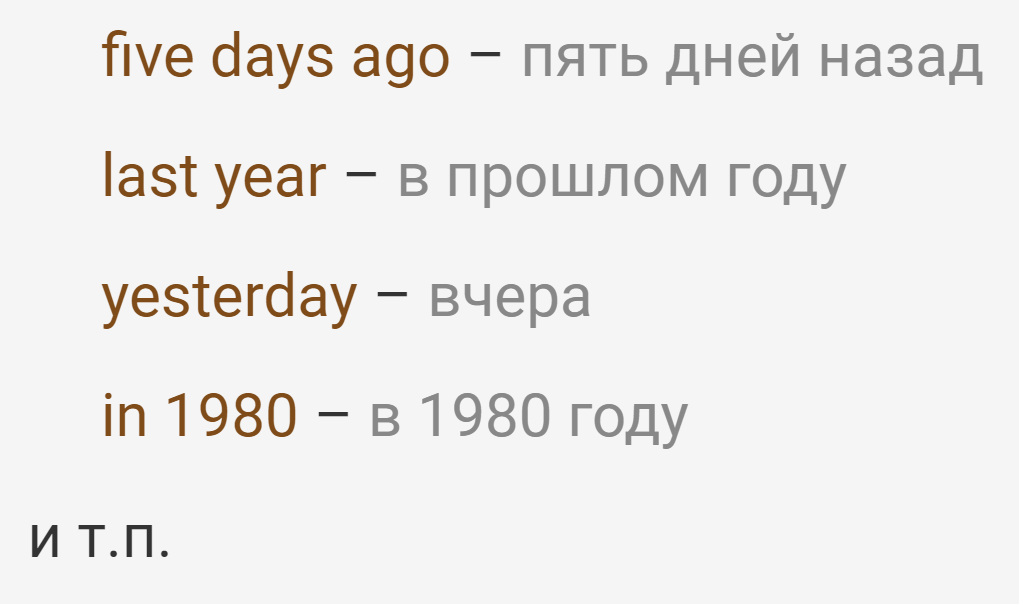 five days ago – пять дней назад
last year – в прошлом году
yesterday – вчера
in 1980 – в 1980 году
и т.п.